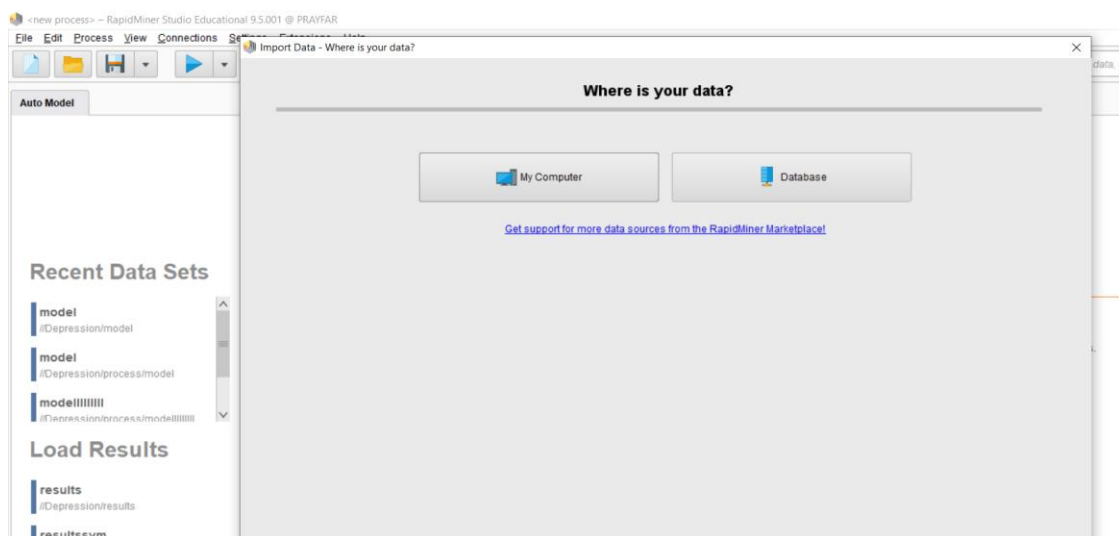 <new process> – RapidMiner Studio Educational 9.5.001 @ PRAYFAR
File Edit Process View Connections
Import Data - Where is your data?
Where is your data?
data,
Auto Model
My Computer
Database
Get support for more data sources from the RapidMiner Marketplace!
Recent Data Sets
model
//Depression/model
model
//Depression/process/model
s.
Load Results
results
//Depression/results
resultssym